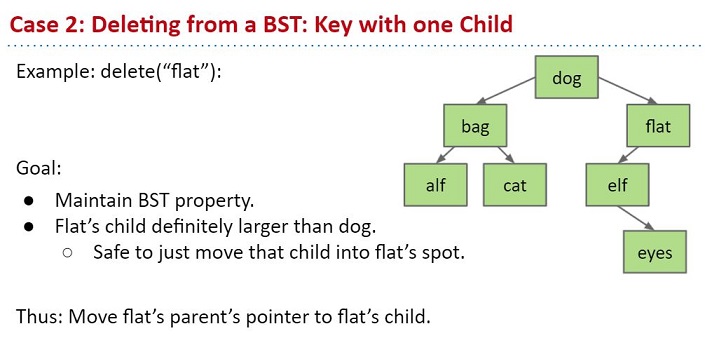 Case 2: Deleting from a BST: Key with one Child
Example: delete(“flat”):
dog
bag
flat
Goal:
alf
cat
elf
● Maintain BST property.
● Flat’s child definitely larger than dog.
○ Safe to just move that child into flat’s spot.
eyes
Thus: Move flat’s parent’s pointer to flat’s child.